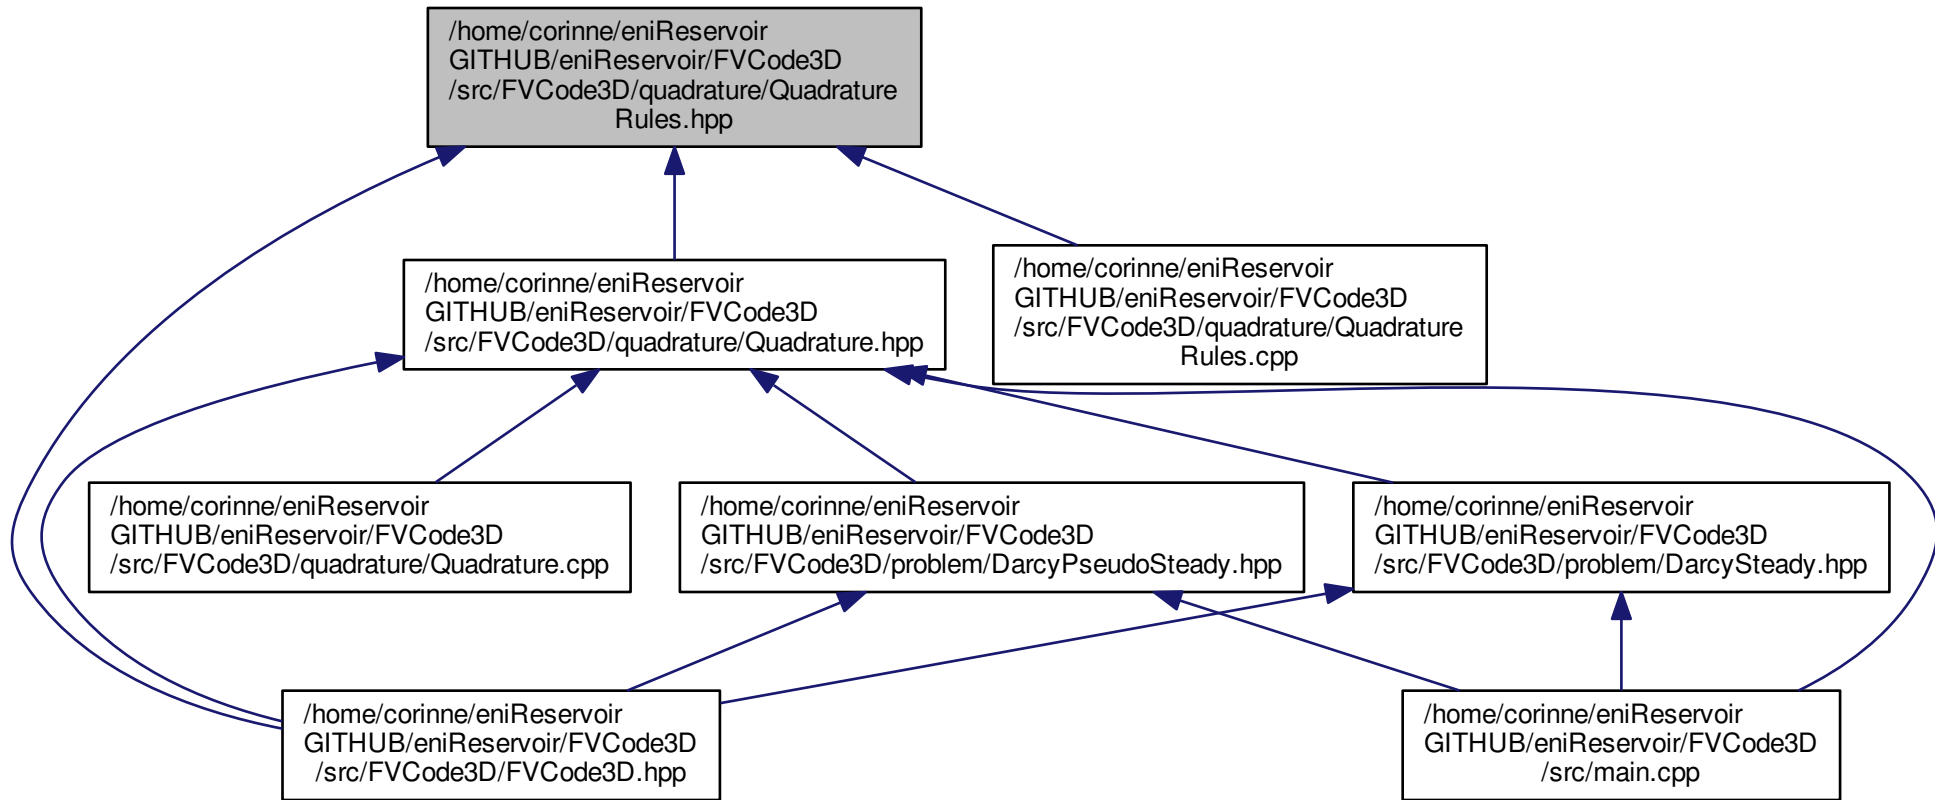 /home/corinne/eniReservoir
GITHUB/eniReservoir/FVCode3D
/src/FVCode3D/quadrature/Quadrature
Rules.hpp
/home/corinne/eniReservoir
GITHUB/eniReservoir/FVCode3D
/src/FVCode3D/quadrature/Quadrature.hpp
/home/corinne/eniReservoir
GITHUB/eniReservoir/FVCode3D
/src/FVCode3D/quadrature/Quadrature
Rules.cpp
/home/corinne/eniReservoir
GITHUB/eniReservoir/FVCode3D
/src/FVCode3D/quadrature/Quadrature.cpp
/home/corinne/eniReservoir
GITHUB/eniReservoir/FVCode3D
/src/FVCode3D/problem/DarcyPseudoSteady.hpp
/home/corinne/eniReservoir
GITHUB/eniReservoir/FVCode3D
/src/FVCode3D/problem/DarcySteady.hpp
/home/corinne/eniReservoir
GITHUB/eniReservoir/FVCode3D
/src/FVCode3D/FVCode3D.hpp
/home/corinne/eniReservoir
GITHUB/eniReservoir/FVCode3D
/src/main.cpp